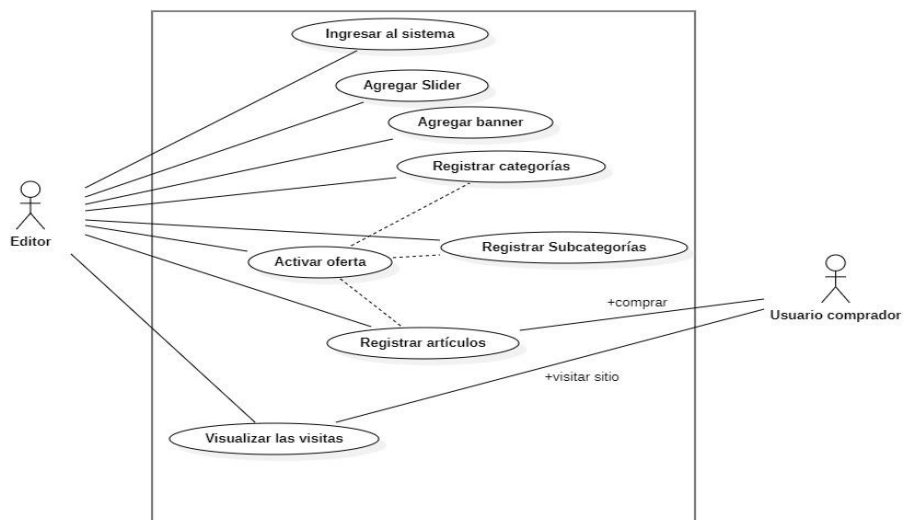 Ingresar al sistema
Agregar Slider
Agregar banner
Registrar categorías
Editor
Registrar Subcategorías
Activar oferta
+comprar
Usuario comprador
Registrar artículos
+visitar sitio
Visualizar las visitas